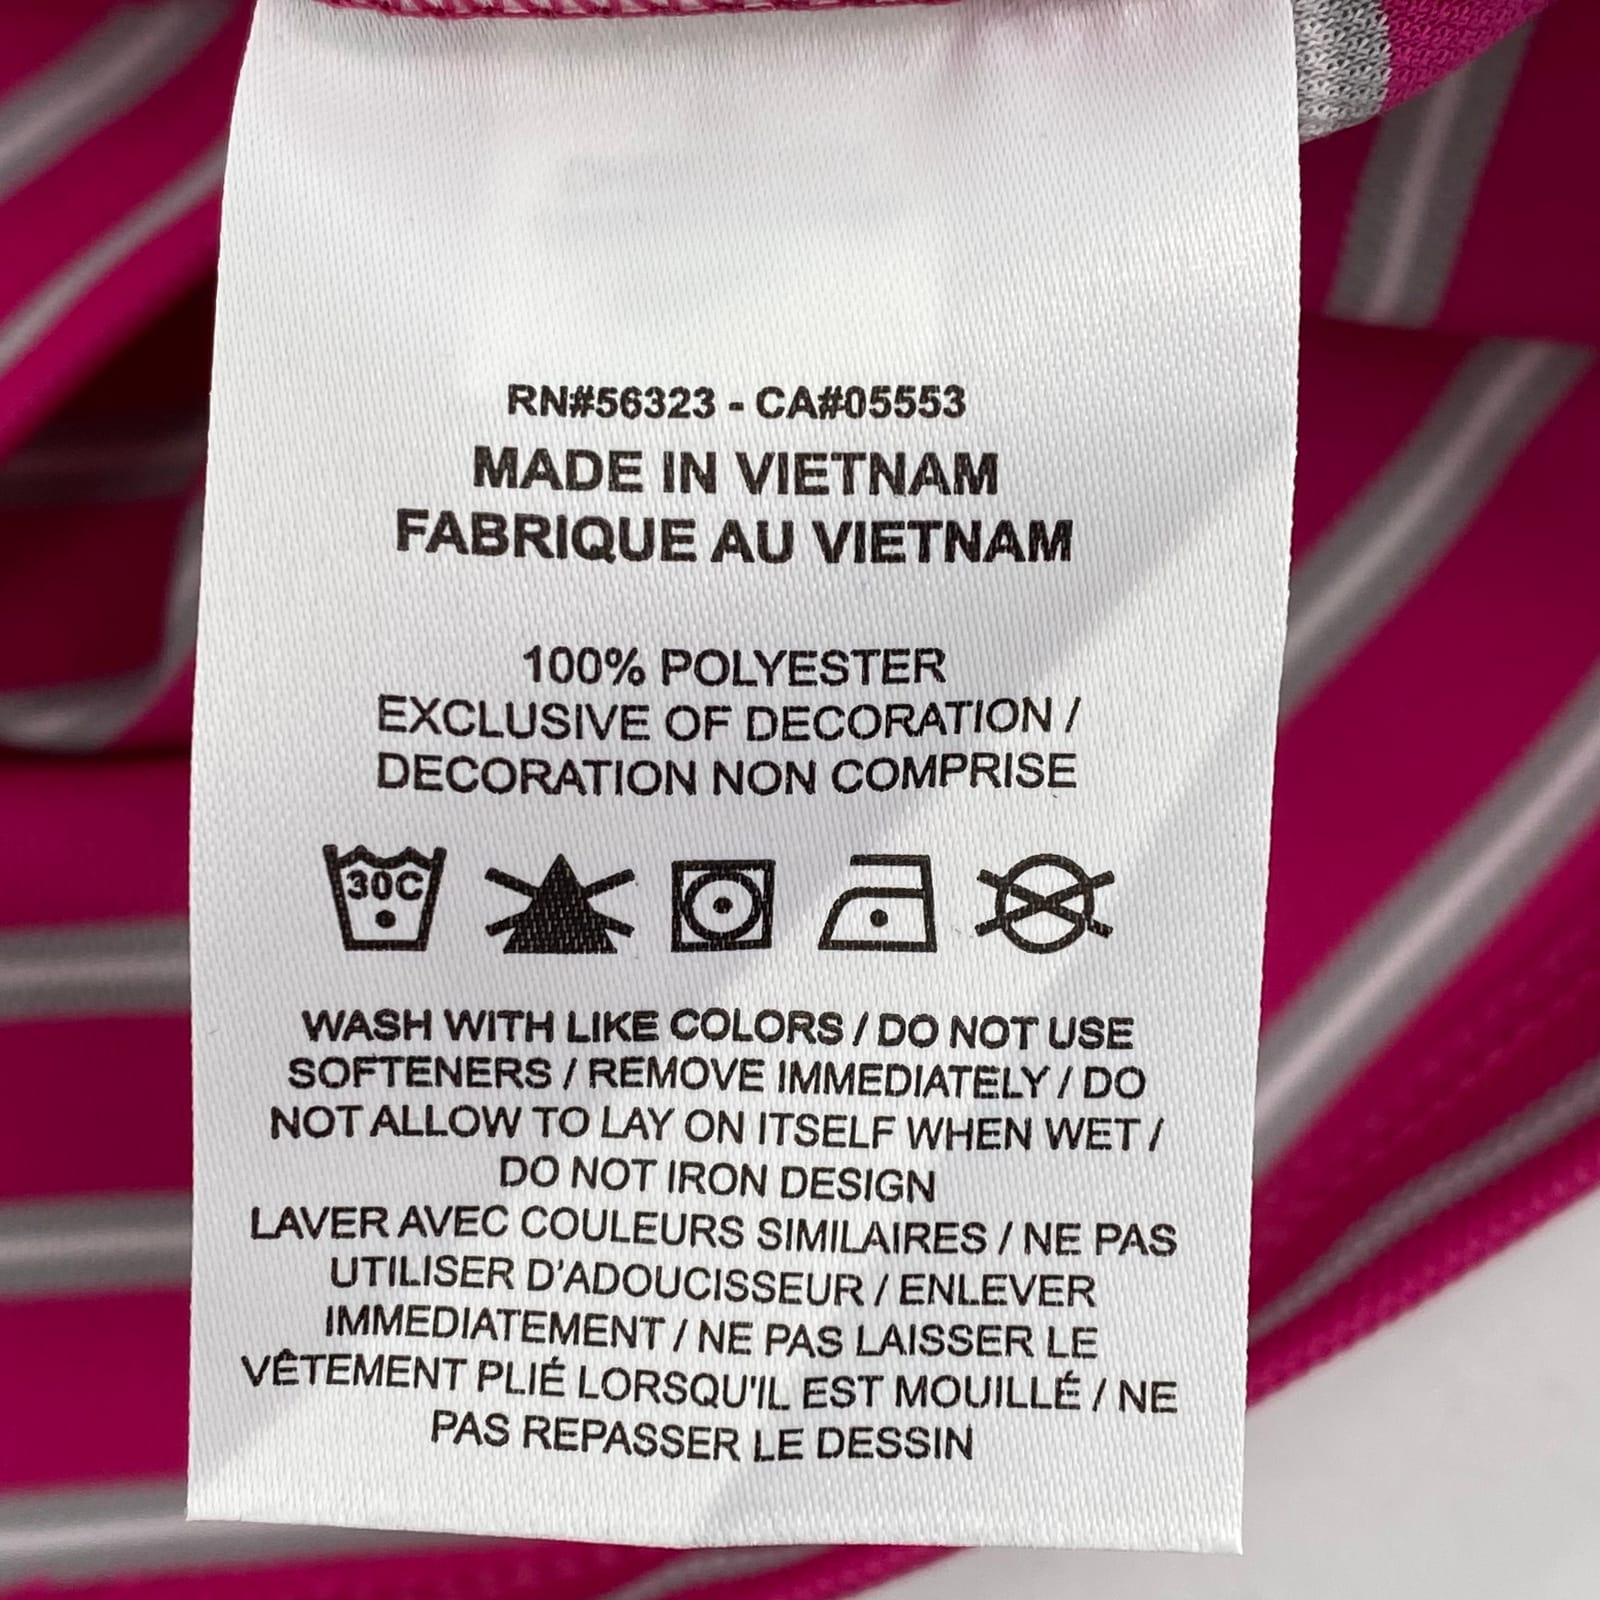 RN#56323 - CA#05553
MADE IN VIETNAM
FABRIQUE AU VIETNAM
100% POLYESTER
EXCLUSIVE OF DECORATION /
DECORATION NON COMPRISE
30C
WASH WITH LIKE COLORS / DO NOT USE
SOFTENERS / REMOVE IMMEDIATELY / DO
NOT ALLOW TO LAY ON ITSELF WHEN WET /
DO NOT IRON DESIGN
LAVER AVEC COULEURS SIMILAIRES / NE PAS
UTILISER D'ADOUCISSEUR / ENLEVER
IMMEDIATEMENT / NE PAS LAISSER LE
VÊTEMENT PLIÉ LORSQU'IL EST MOUILLÉ / NE
PAS REPASSER LE DESSIN